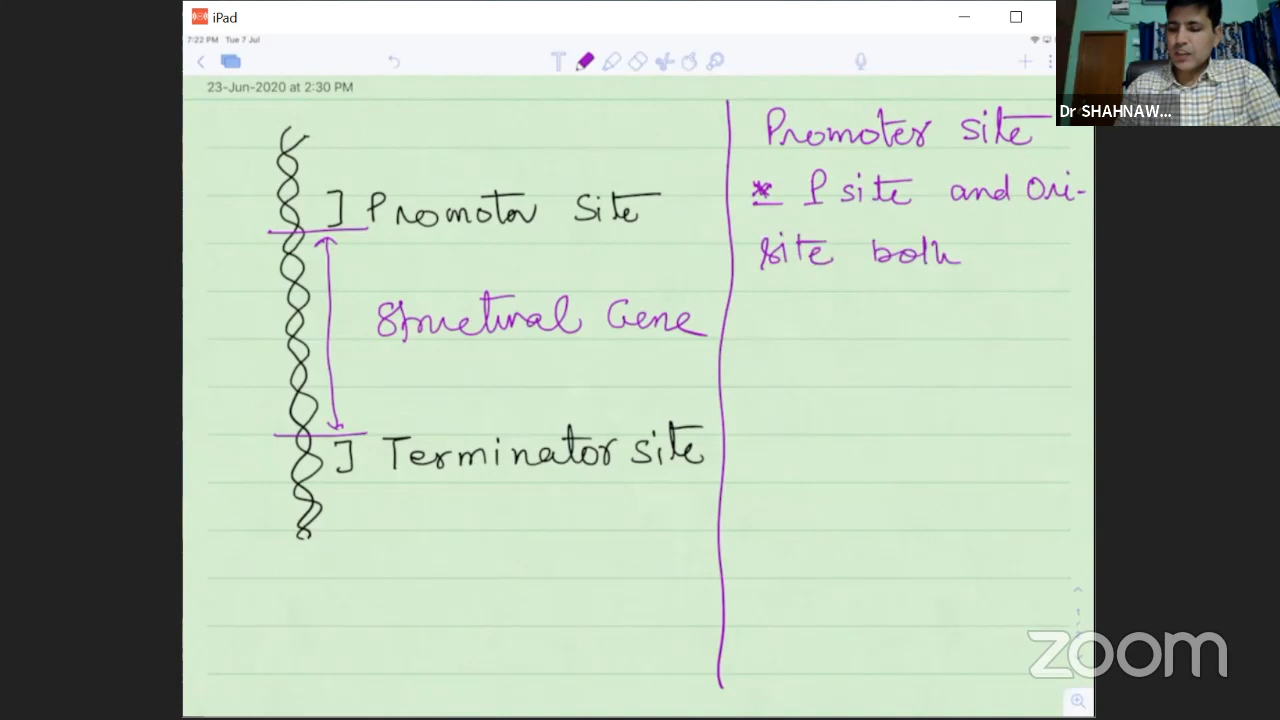 iPad
7:22 PM Tue 7 Jul
23-Jun-2020 at 2:30 PM
Promotor Site
Structural Gene
Terminator site
Promoter site
* P site and Ori-
site both
Dr SHAHNAW...
zoom